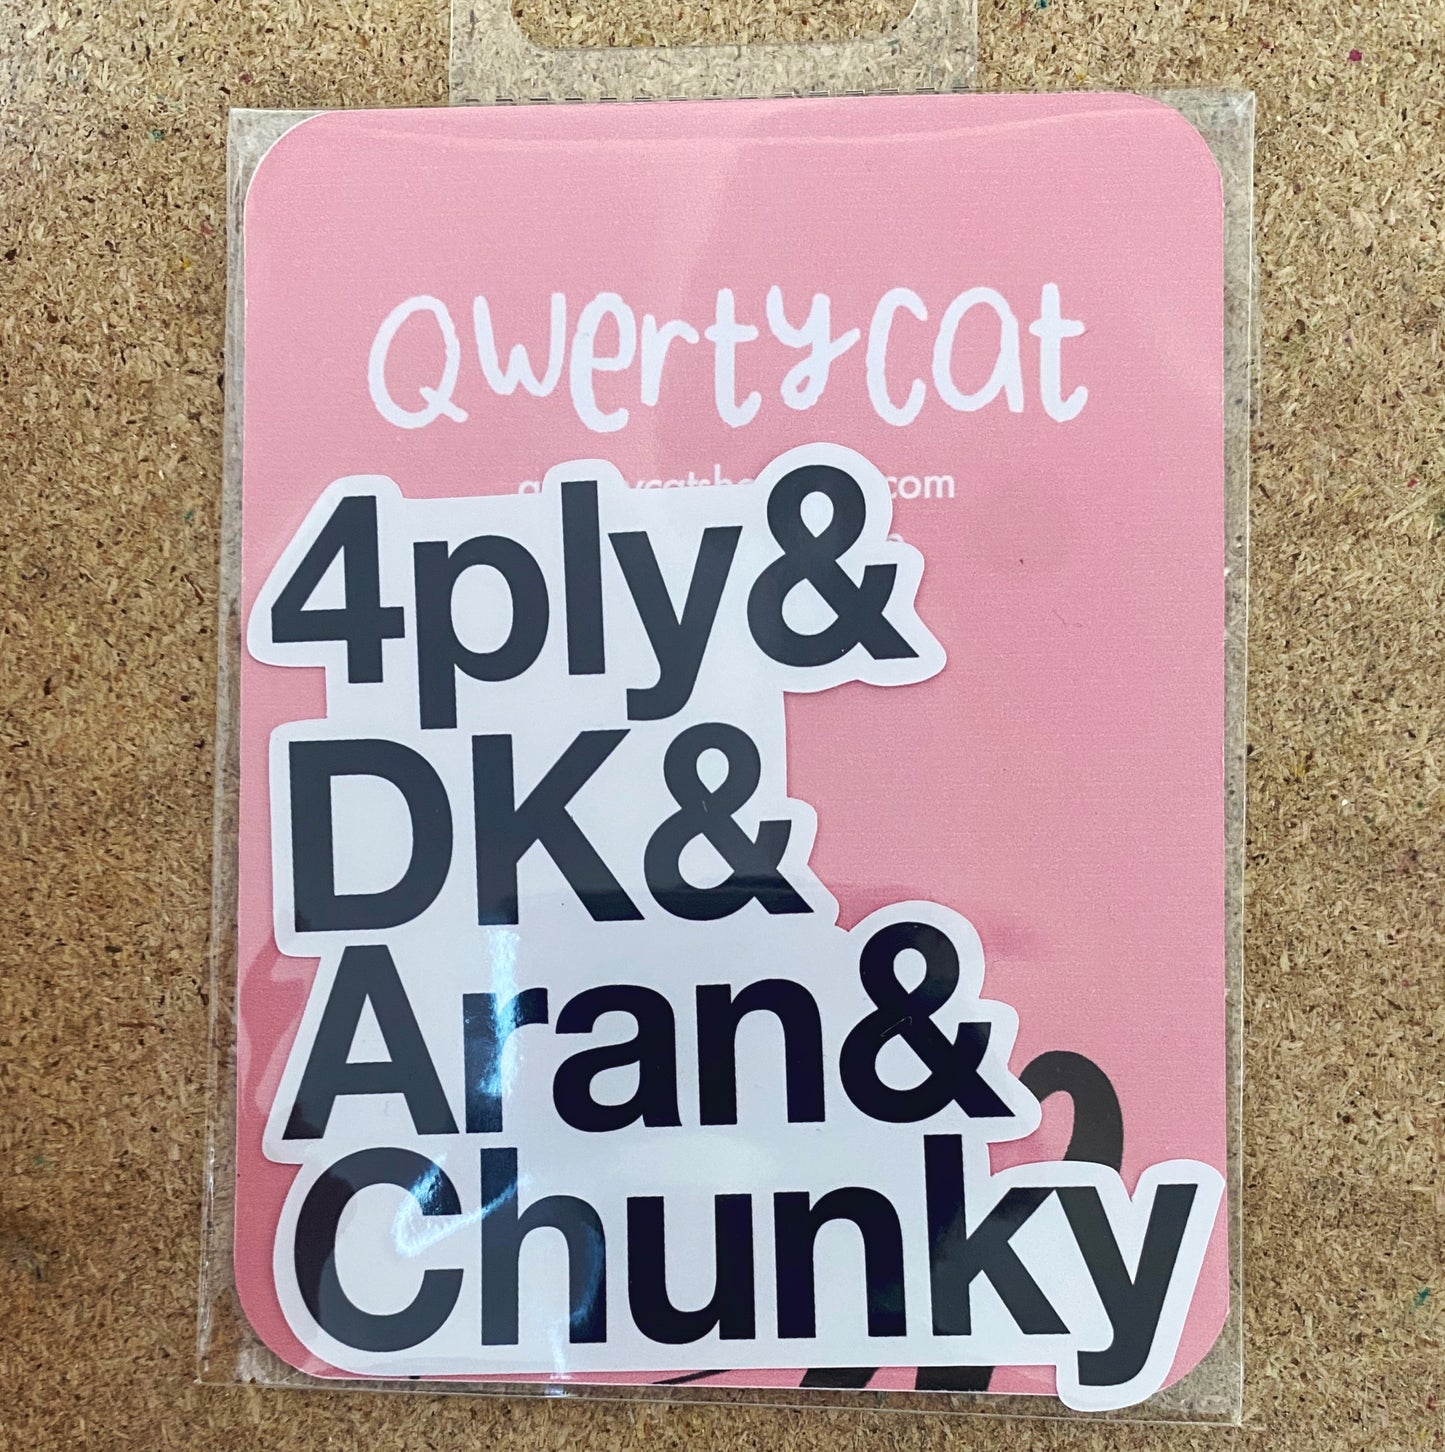 Qwertycat
4ply&
DK&
Aran&
Chunky